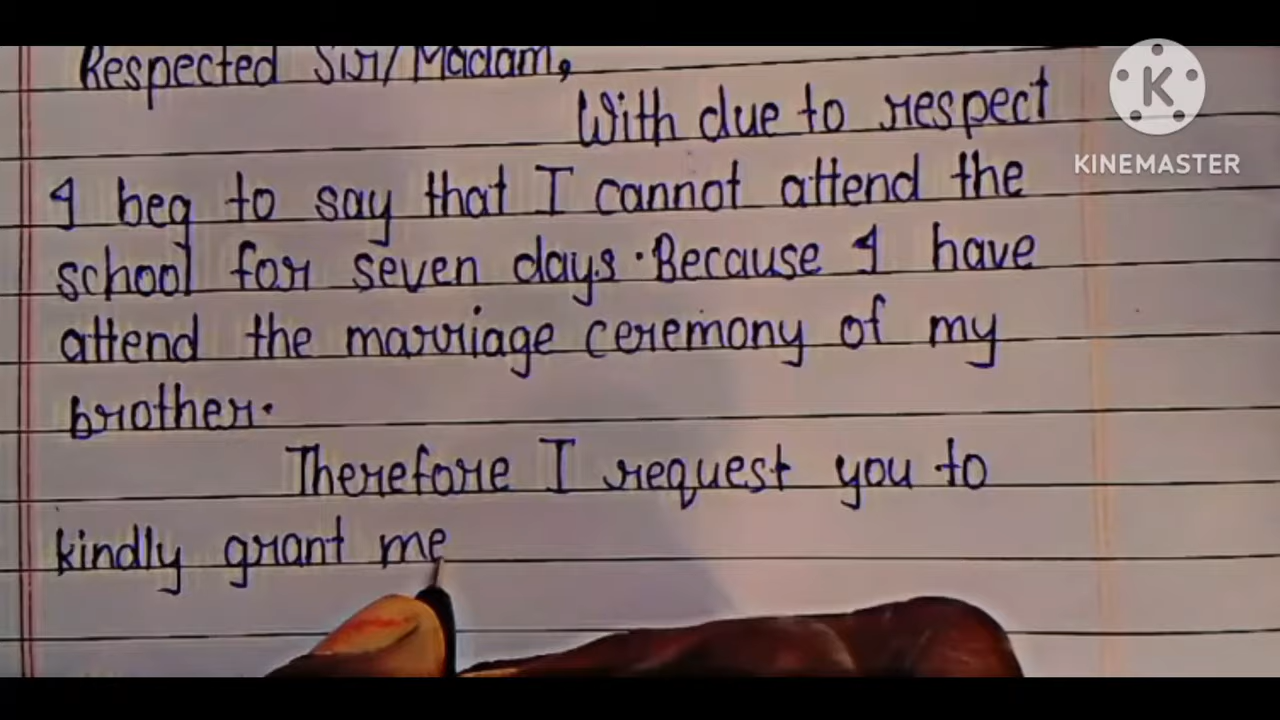 Respected Sir/Madam,
With due to respect
I beg to say that I cannot attend the
school for seven days. Because I have
attend the marriage ceremony of my
brother.
Therefore I request you to
kindly grant me
K
KINEMASTER